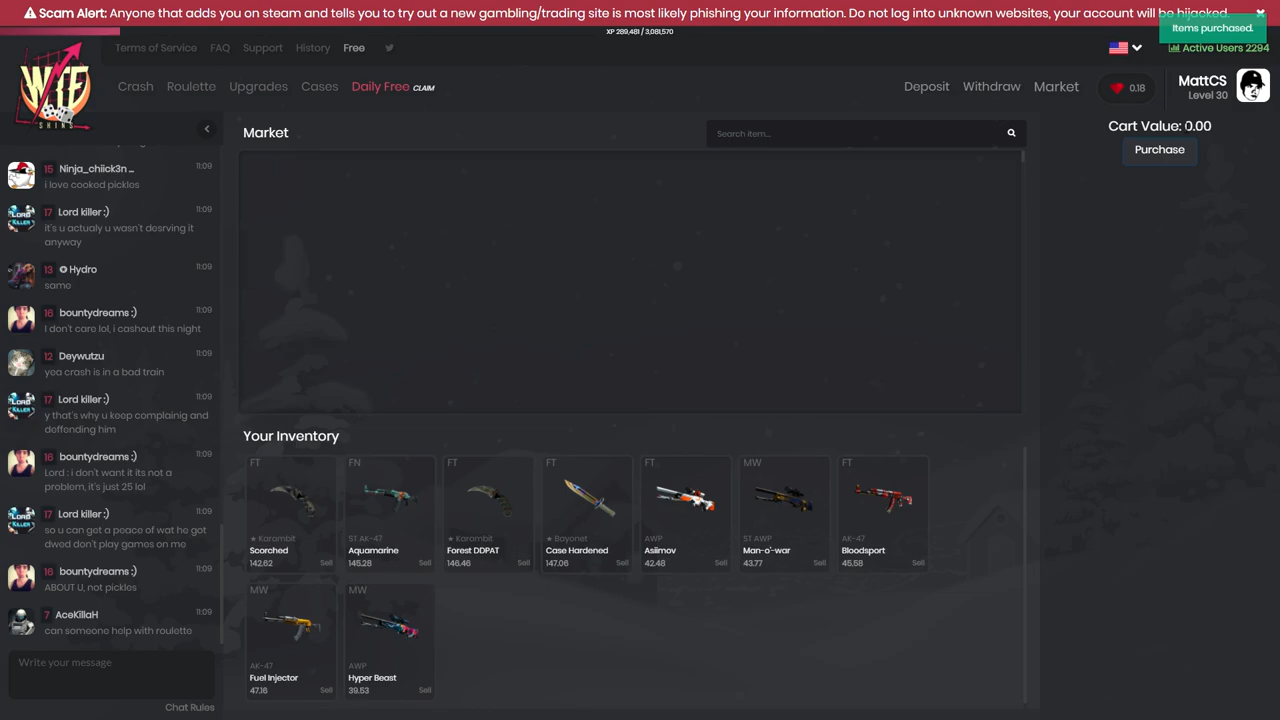 Scam Alert: Anyone that adds you on steam and tells you to try out a new gambling/trading site is most likely phishing your information. Do not log into unknown websites, your account will be hijacked.
Items purchased.
XP 289,481 / 3,081,570
Terms of Service FAQ Support History Free
Active Users 2294
WTF
SKINS
Crash Roulette Upgrades Cases Daily Free CLAIM
Deposit Withdraw Market 0.18
MattCS
Level 30
Market
Search item...
Cart Value: 0.00
Purchase
15 Ninja_chiick3n ... 11:09
i love cooked pickles
17 Lord killer :) 11:09
it's u actualy u wasn't desrving it
anyway
13 Hydro 11:09
same
16 bountydreams :) 11:09
I don't care lol, i cashout this night
12 Deywutzu 11:09
yea crash is in a bad train
17 Lord killer :) 11:09
y that's why u keep complainig and
deffending him
16 bountydreams :) 11:09
Lord : i don't want it its not a
problem, it's just 25 lol
17 Lord killer :) 11:09
so u can get a peace of wat he got
dwed don't play games on me
16 bountydreams :) 11:09
ABOUT U, not pickles
7 AceKillaH 11:09
can someone help with roulette
Write your message
Chat Rules
Your Inventory
FT FN FT FT FT MW FT
★ Karambit ST AK-47 ★ Karambit ★ Bayonet AWP ST AWP AK-47
Scorched Aquamarine Forest DDPAT Case Hardened Asiimov Man-o'-war Bloodsport
142.62 Sell 145.28 Sell 146.46 Sell 147.06 Sell 42.48 Sell 43.77 Sell 45.58 Sell
MW MW
AK-47 AWP
Fuel Injector Hyper Beast
47.16 Sell 39.53 Sell